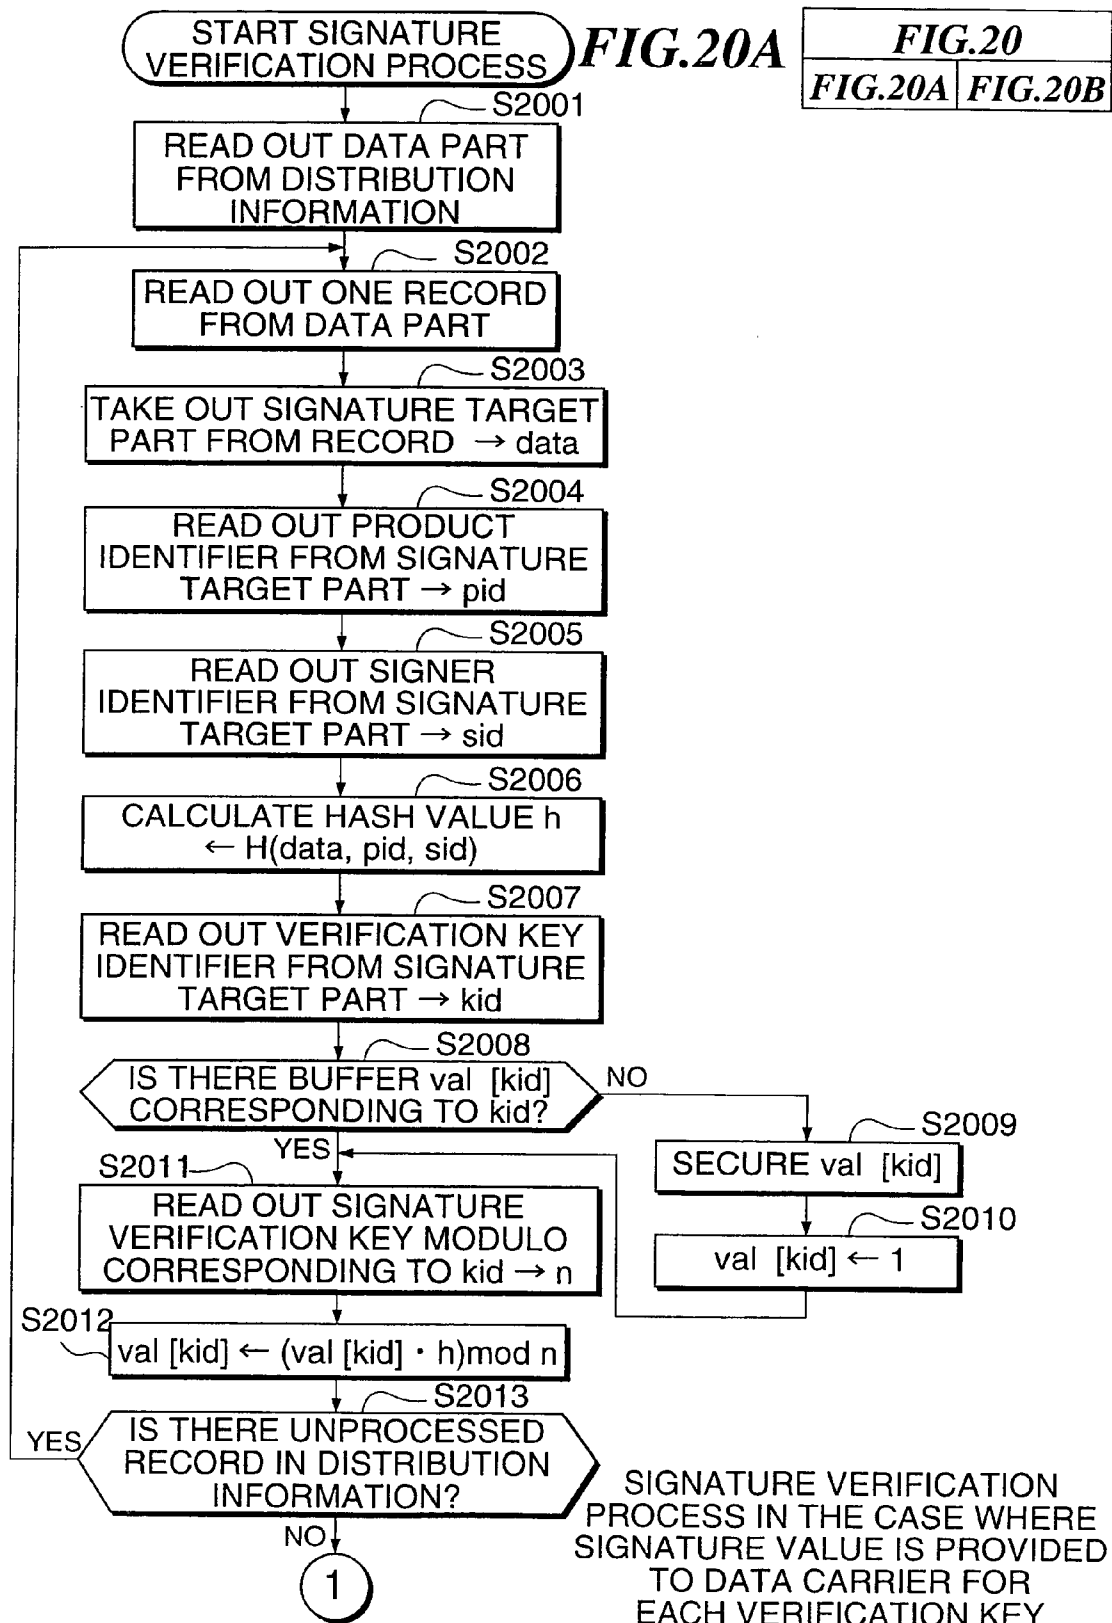 START SIGNATURE
VERIFICATION PROCESS
FIG.20A
FIG.20
FIG.20A FIG.20B
S2001
READ OUT DATA PART
FROM DISTRIBUTION
INFORMATION
S2002
READ OUT ONE RECORD
FROM DATA PART
S2003
TAKE OUT SIGNATURE TARGET
PART FROM RECORD → data
S2004
READ OUT PRODUCT
IDENTIFIER FROM SIGNATURE
TARGET PART → pid
S2005
READ OUT SIGNER
IDENTIFIER FROM SIGNATURE
TARGET PART → sid
S2006
CALCULATE HASH VALUE h
← H(data, pid, sid)
S2007
READ OUT VERIFICATION KEY
IDENTIFIER FROM SIGNATURE
TARGET PART → kid
S2008
IS THERE BUFFER val [kid]
CORRESPONDING TO kid?
NO
S2009
SECURE val [kid]
S2010
val [kid] ← 1
YES
S2011
READ OUT SIGNATURE
VERIFICATION KEY MODULO
CORRESPONDING TO kid → n
S2012
val [kid] ← (val [kid] · h)mod n
S2013
IS THERE UNPROCESSED
RECORD IN DISTRIBUTION
INFORMATION?
YES
NO
1
SIGNATURE VERIFICATION
PROCESS IN THE CASE WHERE
SIGNATURE VALUE IS PROVIDED
TO DATA CARRIER FOR
EACH VERIFICATION KEY